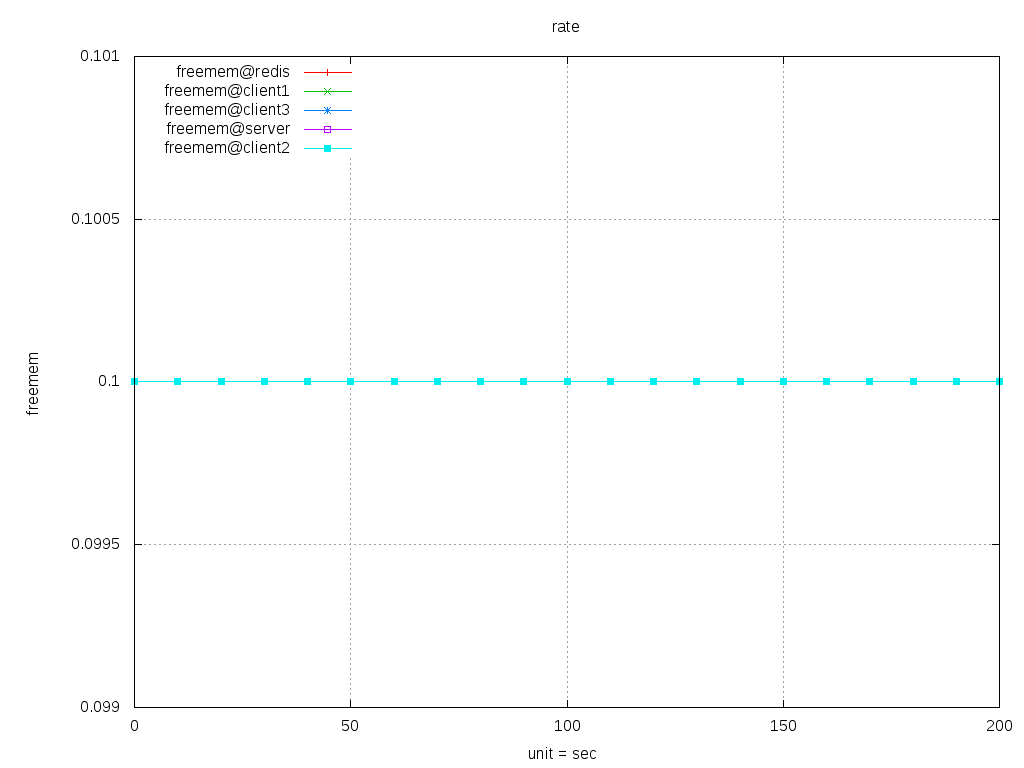 rate
0.101
freemem@redis
freemem@client1
freemem@client3
freemem@server
freemem@client2
0.1005
freemem
0.1
0.0995
0.099
0 50 100 150 200
unit = sec